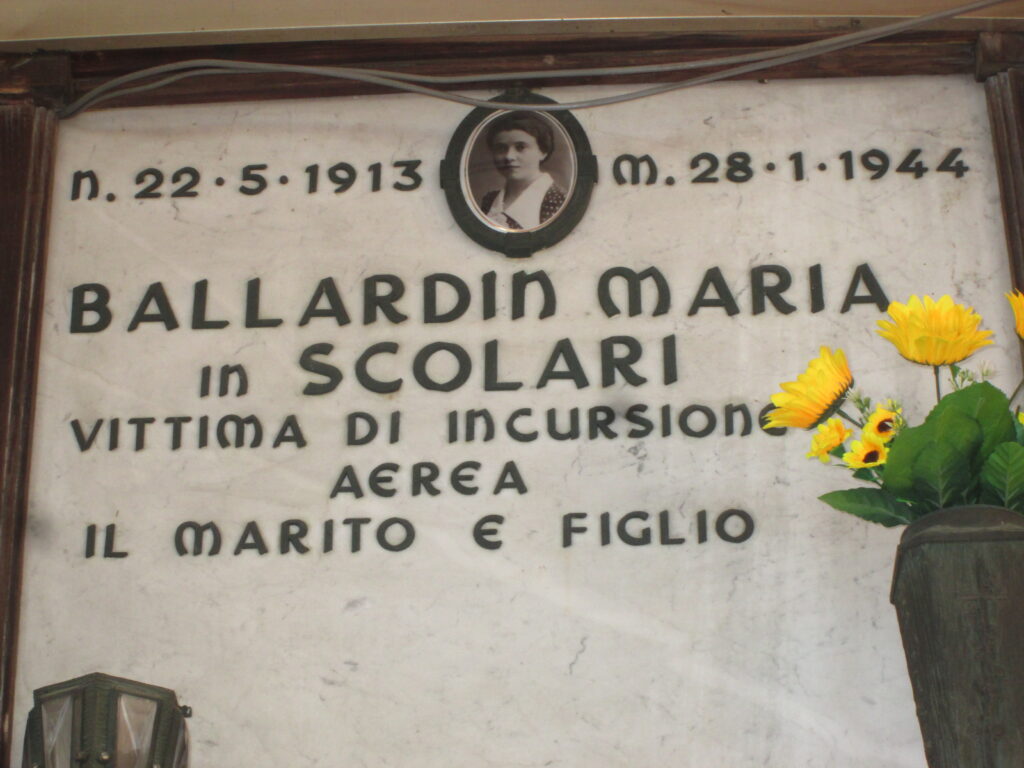 n. 22·5·1913 m. 28·1·1944
BALLARDIN MARIA
in SCOLARI
VITTIMA DI INCURSIONE
AEREA
IL MARITO E FIGLIO